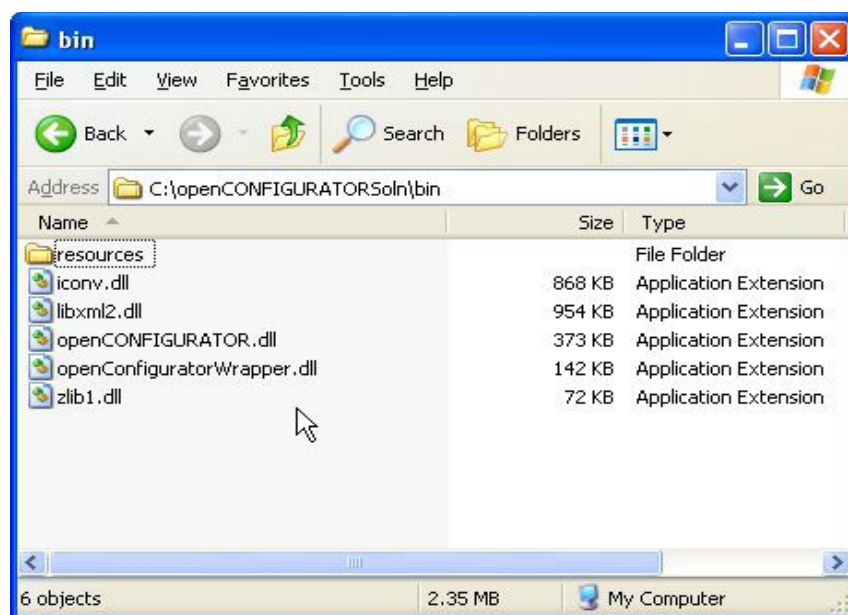 bin
File Edit View Favorites Tools Help
Back Search Folders
Address C:\openCONFIGURATORSoln\bin Go
Name Size Type
resources File Folder
iconv.dll 868 KB Application Extension
libxml2.dll 954 KB Application Extension
openCONFIGURATOR.dll 373 KB Application Extension
openConfiguratorWrapper.dll 142 KB Application Extension
zlib1.dll 72 KB Application Extension
6 objects 2.35 MB My Computer